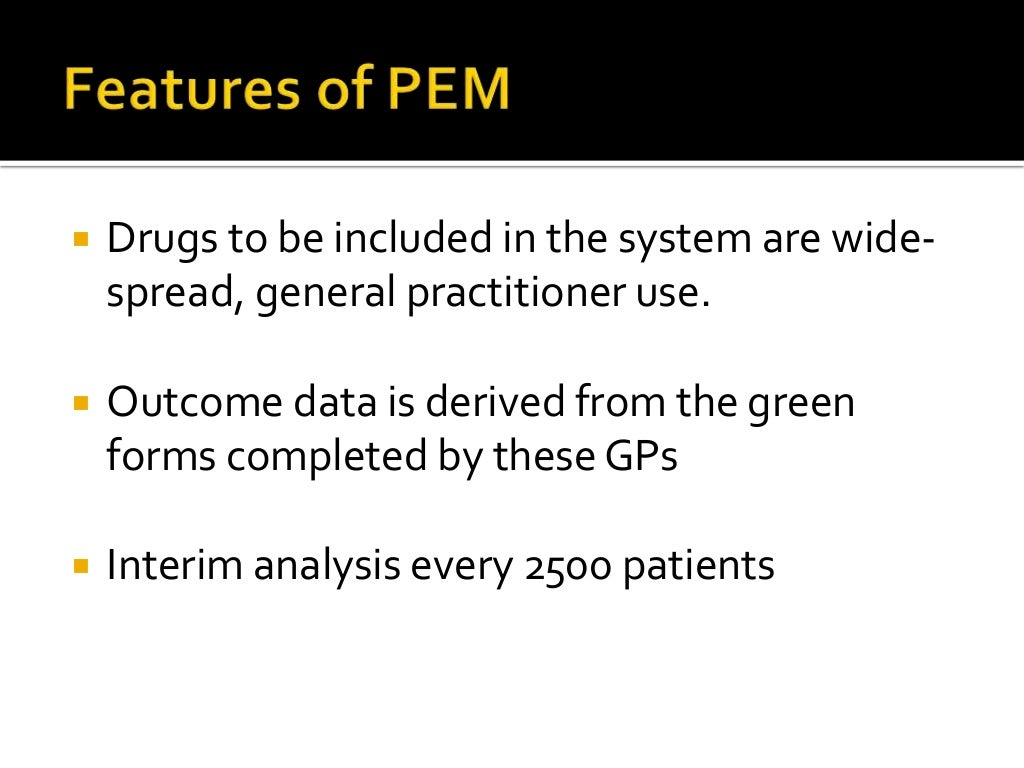 Features of PEM
Drugs to be included in the system are wide-
spread, general practitioner use.
Outcome data is derived from the green
forms completed by these GPs
Interim analysis every 2500 patients